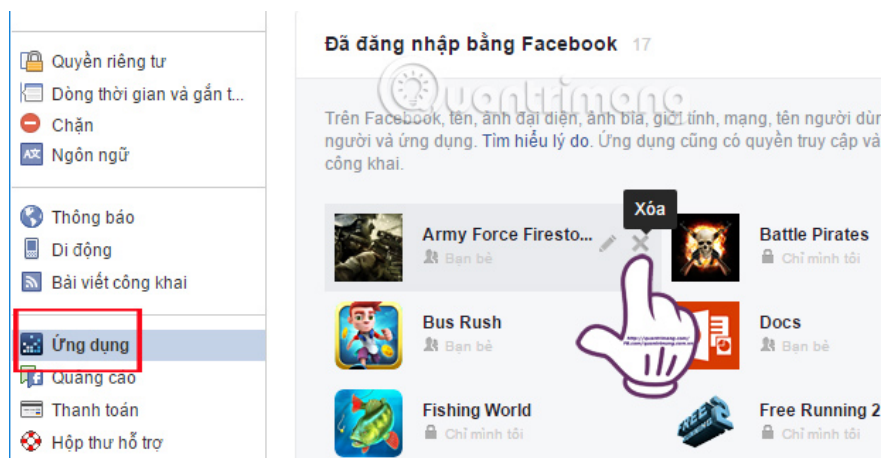 Quyền riêng tư
Dòng thời gian và gắn t...
Chặn
Ngôn ngữ
Thông báo
Di động
Bài viết công khai
Ứng dụng
Quảng cáo
Thanh toán
Hộp thư hỗ trợ
Đã đăng nhập bằng Facebook 17
Quantrimang
Trên Facebook, tên, ảnh đại diện, ảnh bìa, giới tính, mạng, tên người dùn
người và ứng dụng. Tìm hiểu lý do. Ứng dụng cũng có quyền truy cập và
công khai.
Xóa
Army Force Firesto...
Bạn bè
Battle Pirates
Chỉ mình tôi
Bus Rush
Bạn bè
Docs
Bạn bè
Fishing World
Chỉ mình tôi
Free Running 2
Chỉ mình tôi